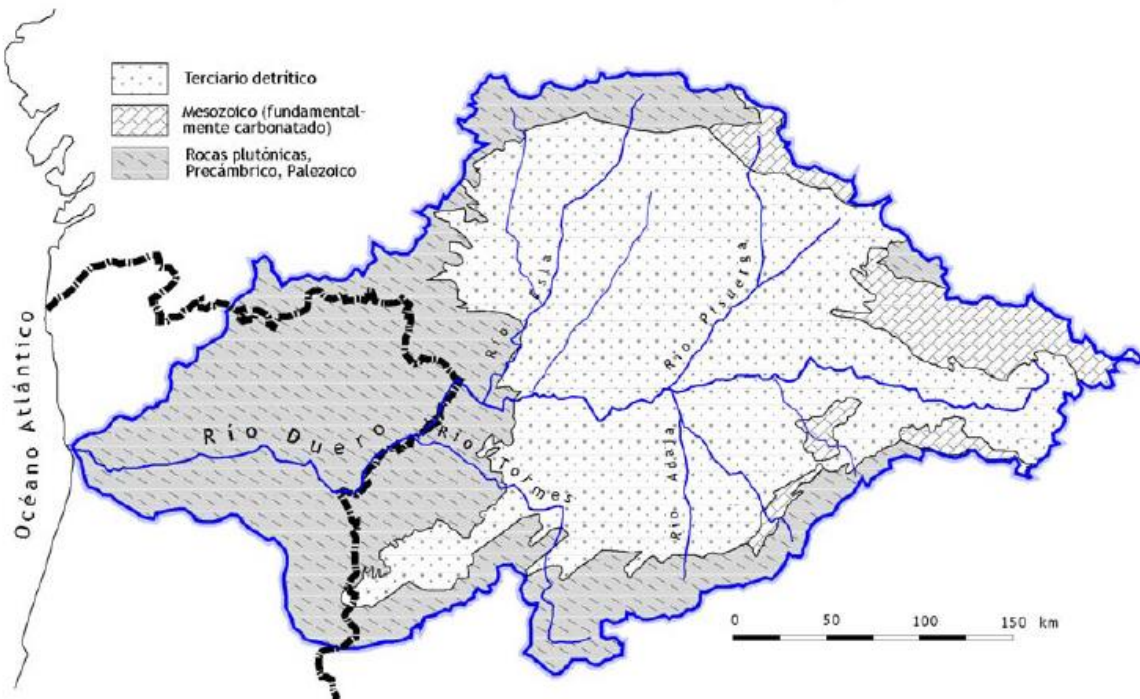 Terciario detrítico
Mesozoico (fundamental-
mente carbonatado)
Rocas plutónicas,
Precámbrico, Palezoico
Océano Atlántico
Río Esla
Río Pisuerga
Río Duero
Río Tormes
Río Adaja
0 50 100 150 km